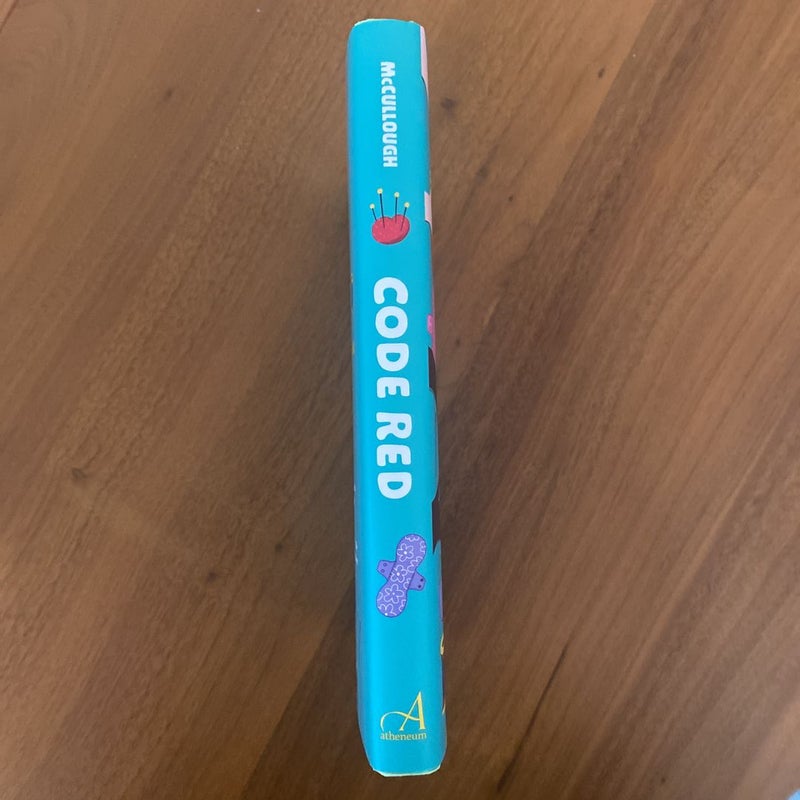 McCULLOUGH
CODE RED
A
atheneum